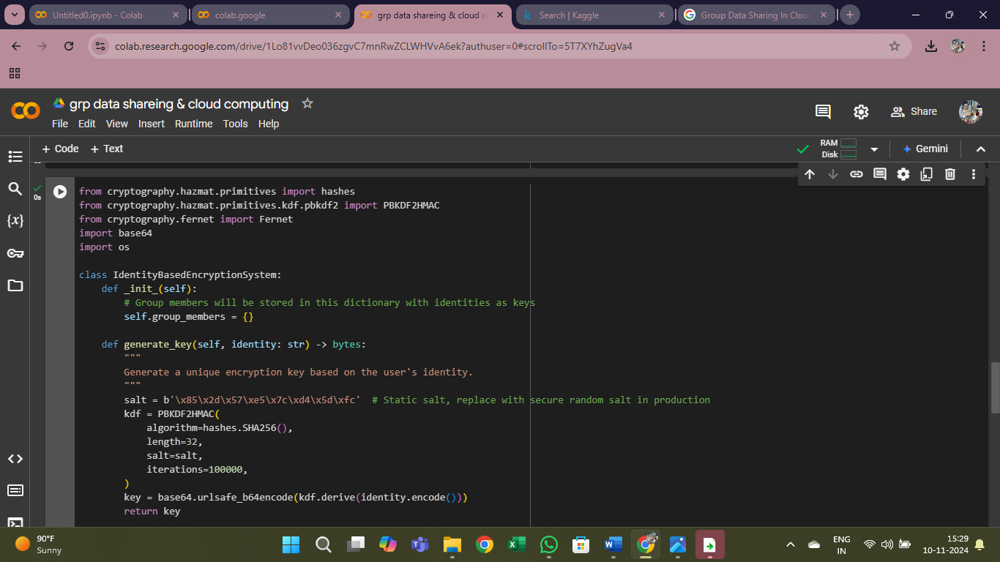 Untitled0.ipynb - Colab
colab.google
grp data shareing & cloud c
Search | Kaggle
Group Data Sharing In Clou
colab.research.google.com/drive/1Lo81vvDeo036zgvC7mnRwZCLWHVvA6ek?authuser=0#scrollTo=5T7XYhZugVa4
grp data shareing & cloud computing
File Edit View Insert Runtime Tools Help
Share
+ Code + Text
RAM
Disk
Gemini
0s
from cryptography.hazmat.primitives import hashes
from cryptography.hazmat.primitives.kdf.pbkdf2 import PBKDF2HMAC
from cryptography.fernet import Fernet
import base64
import os
class IdentityBasedEncryptionSystem:
def _init_(self):
# Group members will be stored in this dictionary with identities as keys
self.group_members = {}
def generate_key(self, identity: str) -> bytes:
"""
Generate a unique encryption key based on the user's identity.
"""
salt = b'\x85\x2d\x57\xe5\x7c\xd4\x5d\xfc' # Static salt, replace with secure random salt in production
kdf = PBKDF2HMAC(
algorithm=hashes.SHA256(),
length=32,
salt=salt,
iterations=100000,
)
key = base64.urlsafe_b64encode(kdf.derive(identity.encode()))
return key
90°F
Sunny
ENG
IN
15:29
10-11-2024